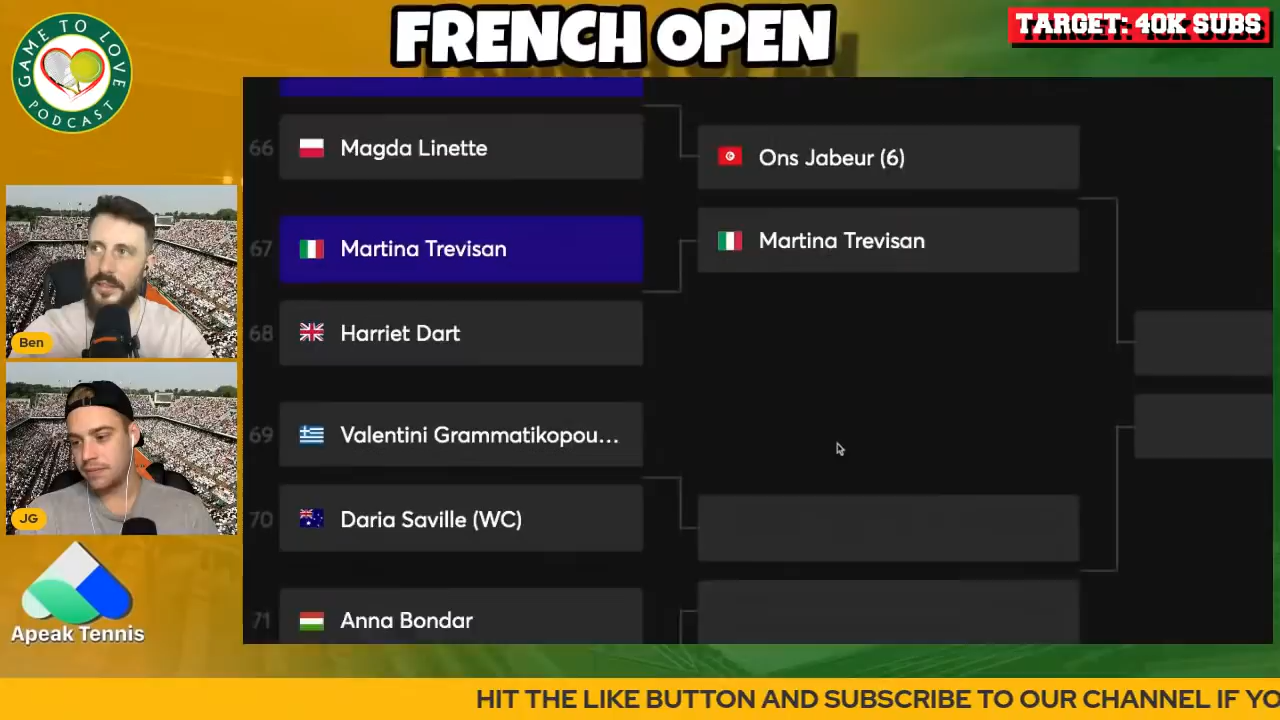 GAME TO LOVE
PODCAST
FRENCH OPEN
TARGET: 40K SUBS
66
Magda Linette
Ons Jabeur (6)
67
Martina Trevisan
Martina Trevisan
68
Harriet Dart
69
Valentini Grammatikopou...
70
Daria Saville (WC)
71
Anna Bondar
Ben
JG
Apeak Tennis
HIT THE LIKE BUTTON AND SUBSCRIBE TO OUR CHANNEL IF YO